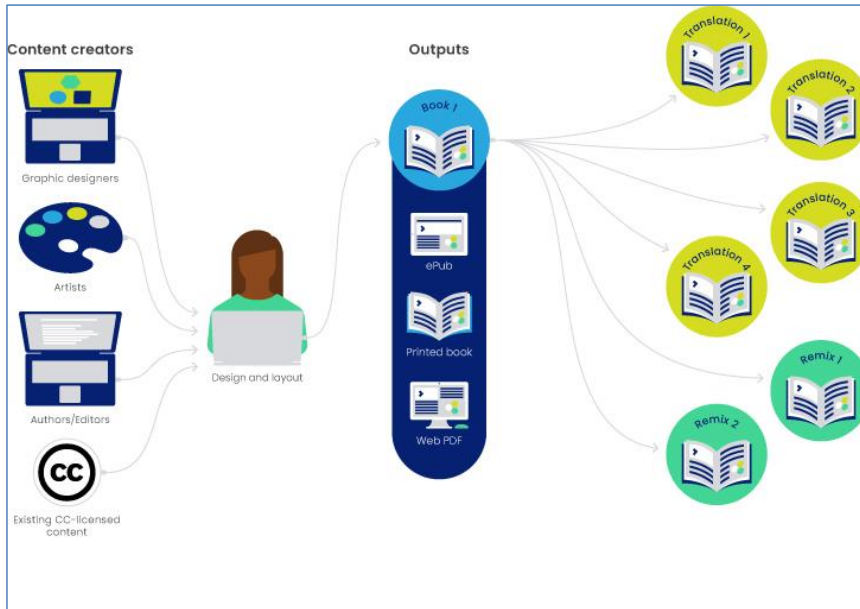 Content creators
Graphic designers
Artists
Authors/Editors
CC
Existing CC-licensed
content
Design and layout
Outputs
Book 1
ePub
Printed book
Web PDF
Translation 1
Translation 2
Translation 3
Translation 4
Remix 1
Remix 2